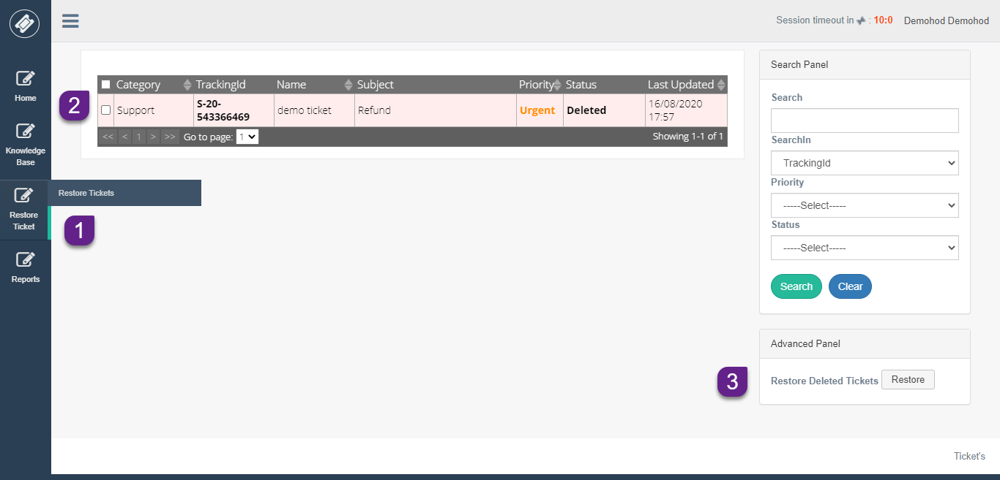 Session timeout in : 10:0 Demohod Demohod
Home
Knowledge
Base
Restore
Ticket
Reports
Restore Tickets
1
2
Category TrackingId Name Subject Priority Status Last Updated
Support S-20-543366469 demo ticket Refund Urgent Deleted 16/08/2020 17:57
<< < 1 > >> Go to page: 1 Showing 1-1 of 1
Search Panel
Search
SearchIn
TrackingId
Priority
-----Select-----
Status
-----Select-----
Search Clear
Advanced Panel
3
Restore Deleted Tickets Restore
Ticket's